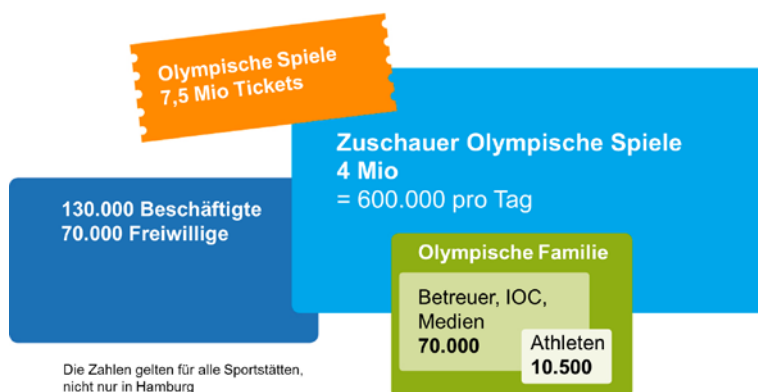 Olympische Spiele
7,5 Mio Tickets
Zuschauer Olympische Spiele
4 Mio
= 600.000 pro Tag
130.000 Beschäftigte
70.000 Freiwillige
Olympische Familie
Betreuer, IOC,
Medien
70.000
Athleten
10.500
Die Zahlen gelten für alle Sportstätten,
nicht nur in Hamburg